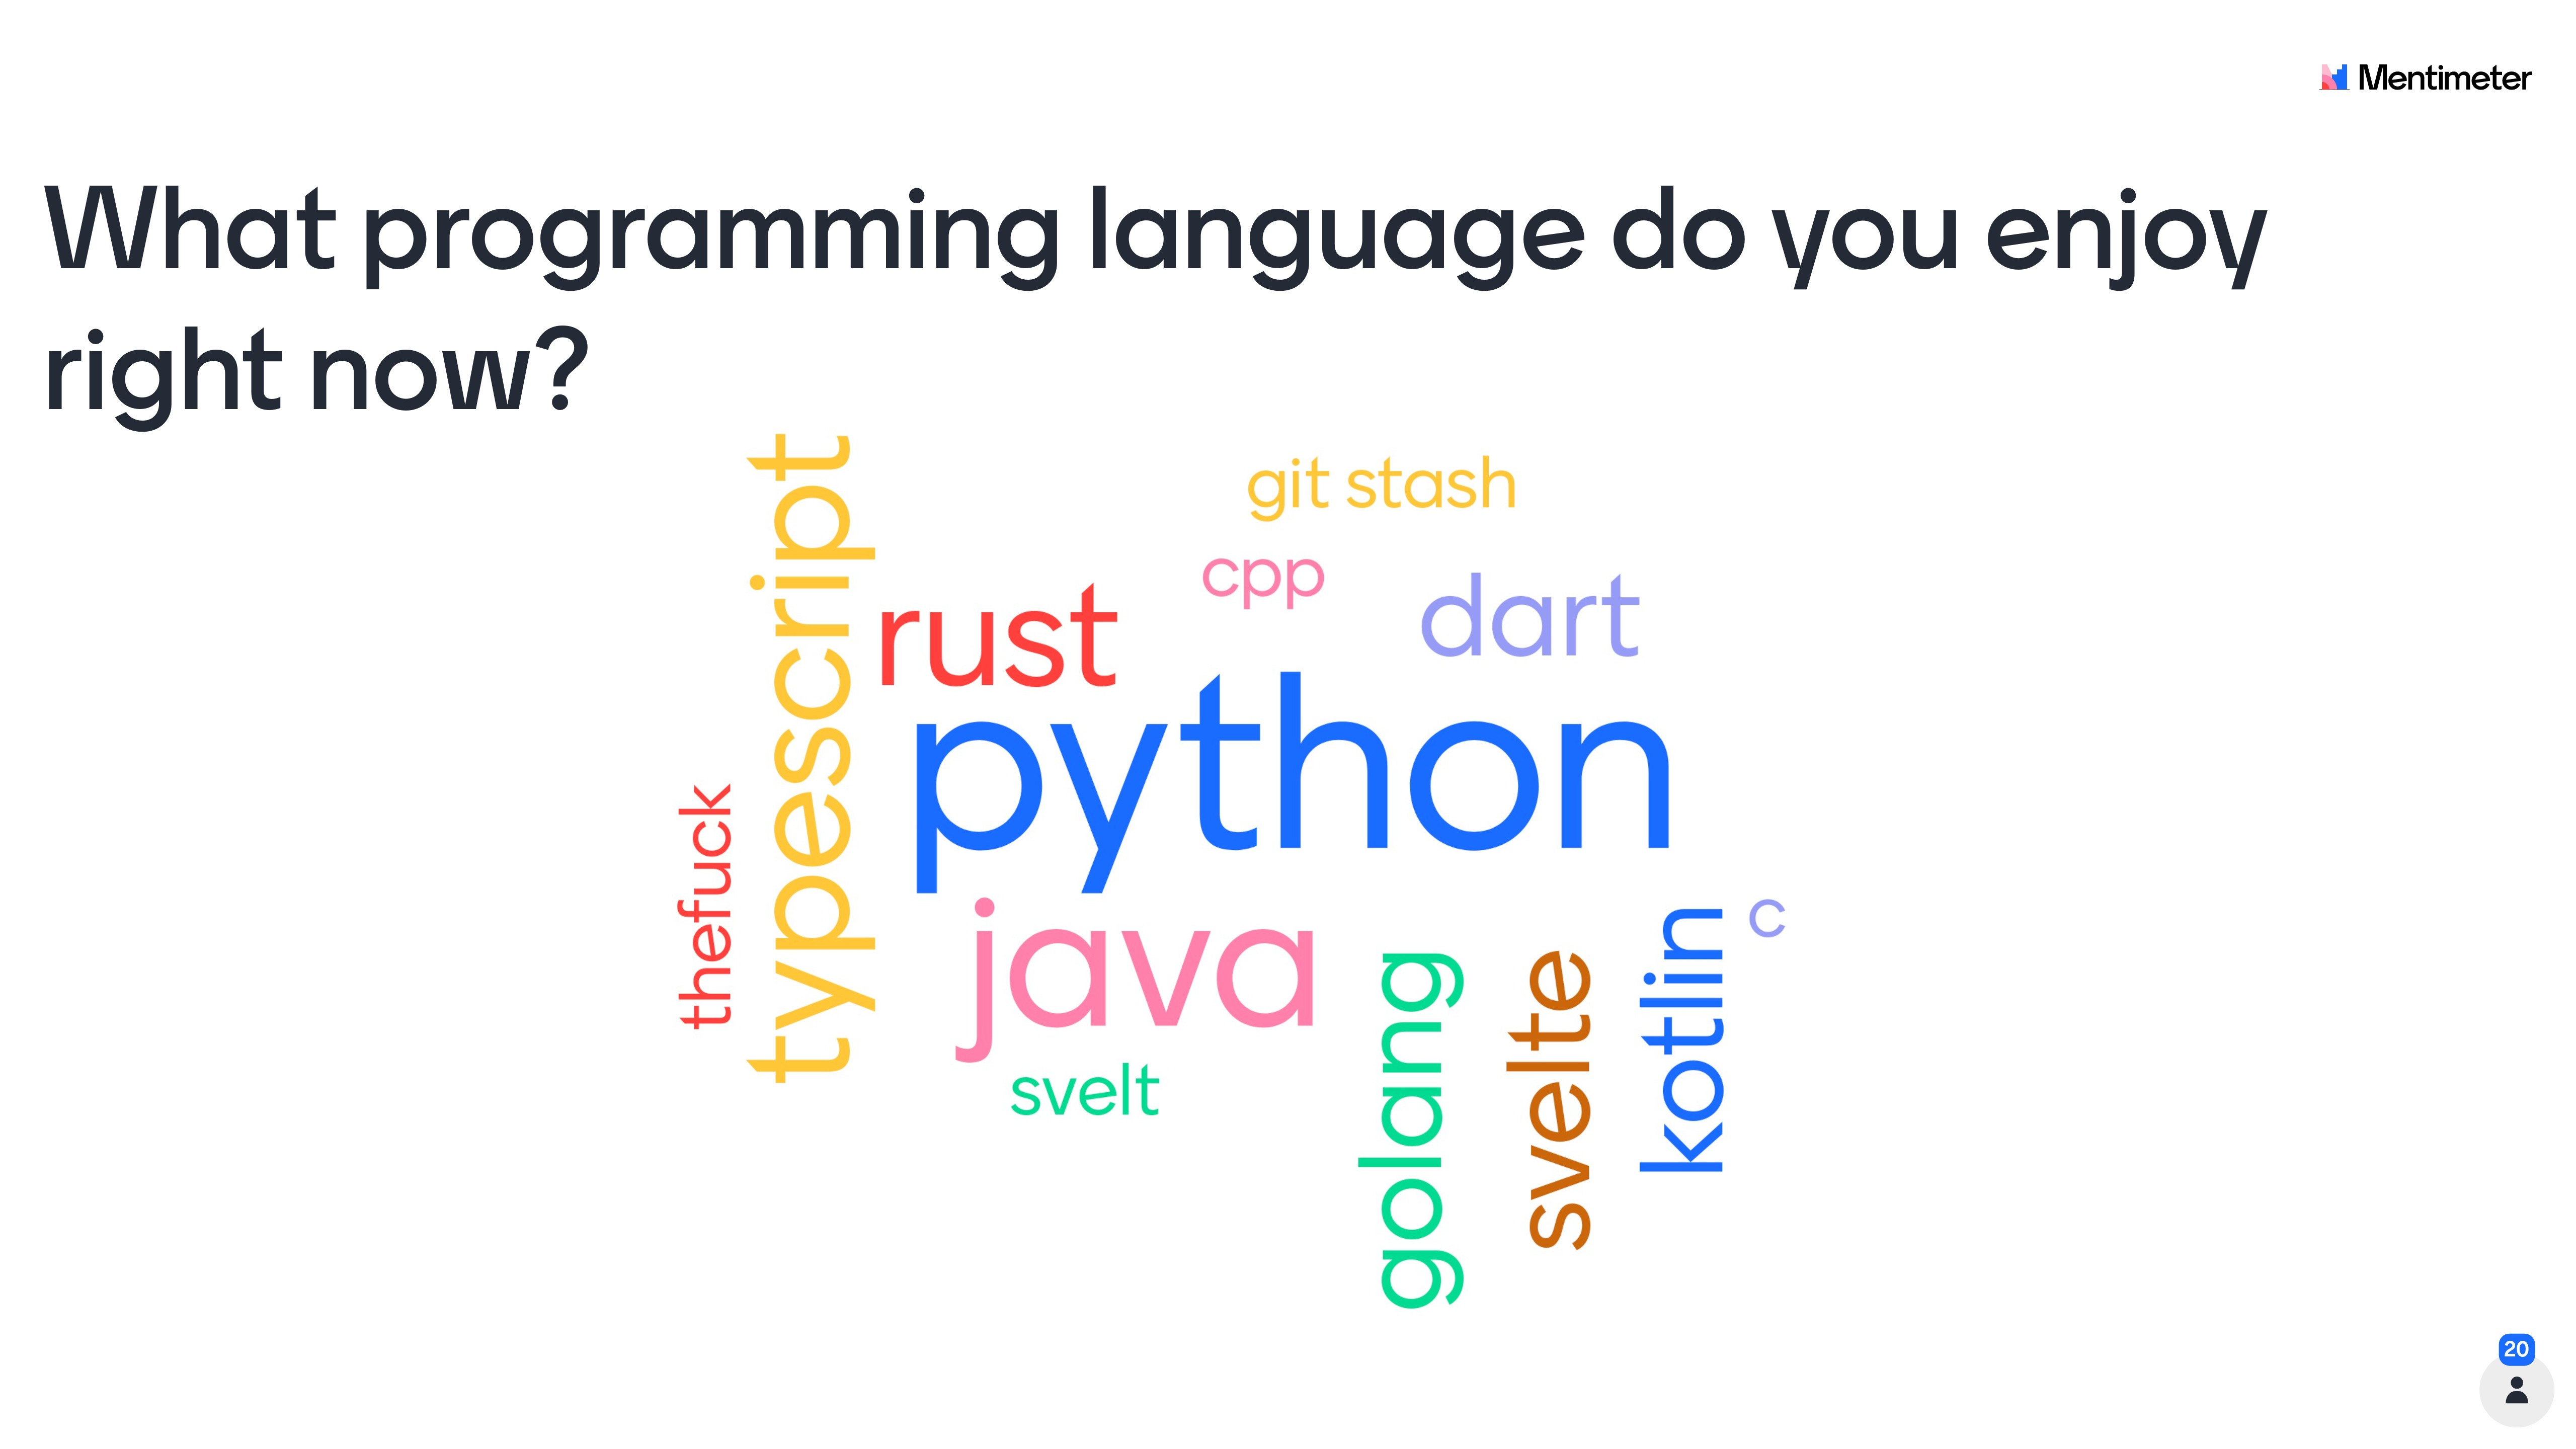 Mentimeter
What programming language do you enjoy
right now?
git stash
cpp
dart
rust
typescript
python
thefuck
java
c
kotlin
svelte
golang
svelt
20